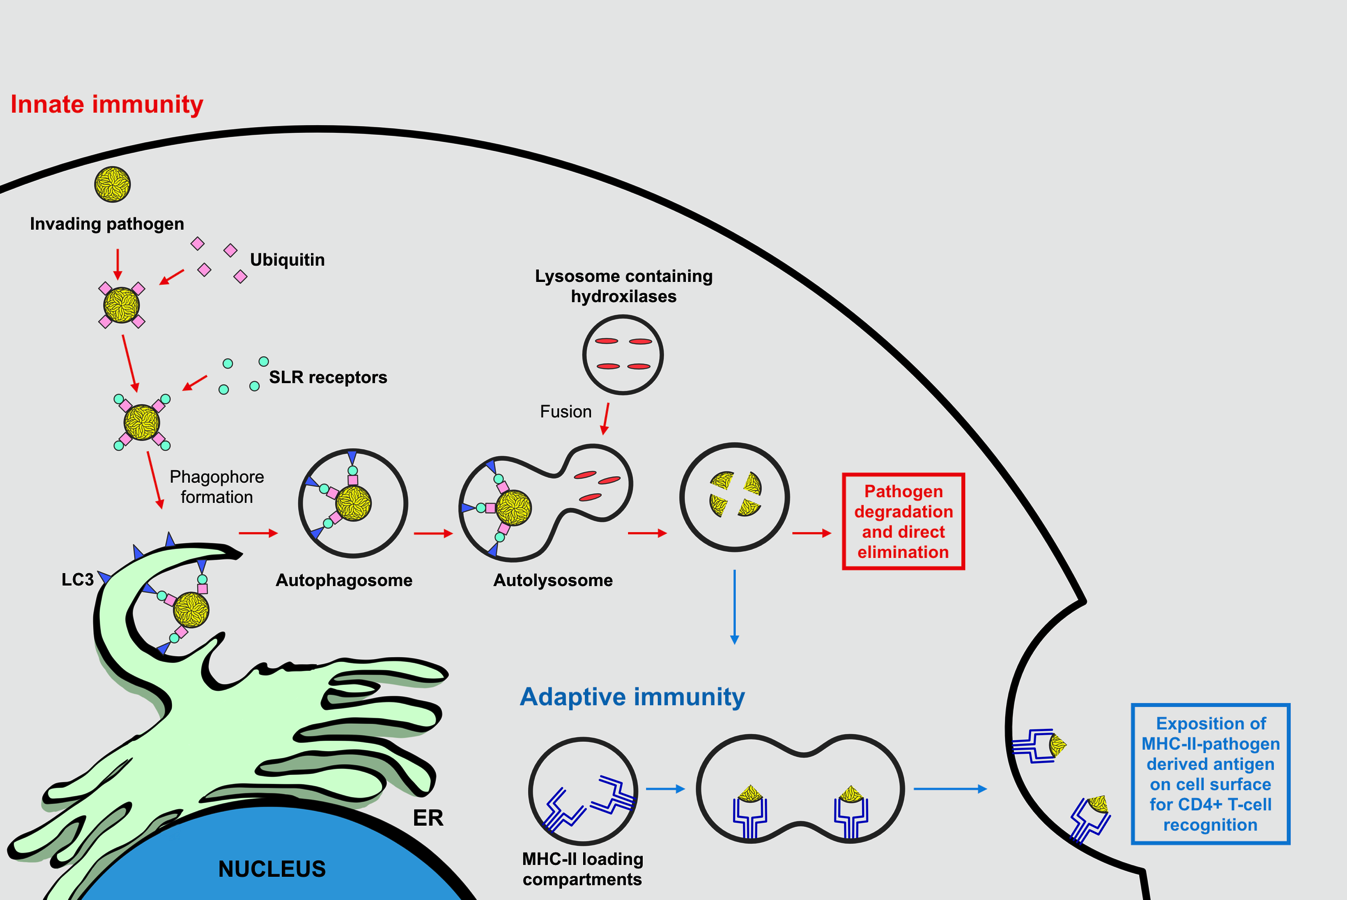 Innate immunity
Invading pathogen
Ubiquitin
Lysosome containing
hydroxilases
SLR receptors
Fusion
Phagophore
formation
Pathogen
degradation
and direct
elimination
LC3
Autophagosome
Autolysosome
Adaptive immunity
Exposition of
MHC-II-pathogen
derived antigen
on cell surface
for CD4+ T-cell
recognition
ER
MHC-II loading
compartments
NUCLEUS